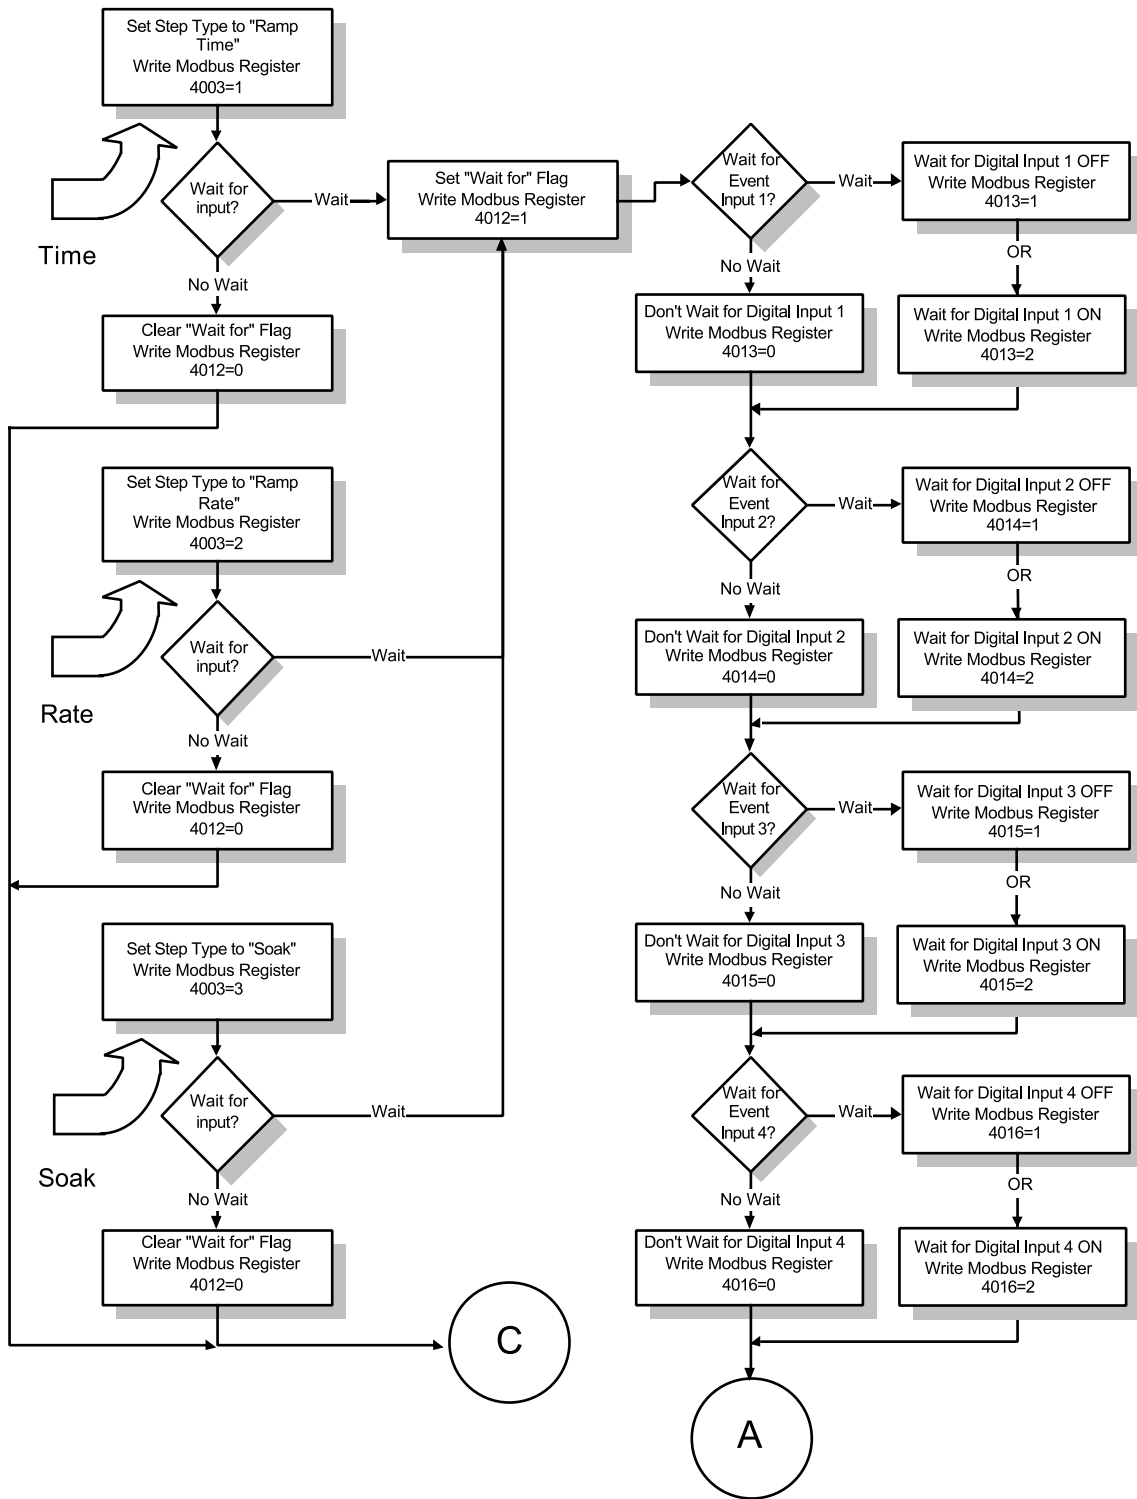 Set Step Type to "Ramp
Time"
Write Modbus Register
4003=1
Wait for
input?
Wait
Time
No Wait
Clear "Wait for" Flag
Write Modbus Register
4012=0
Set Step Type to "Ramp
Rate"
Write Modbus Register
4003=2
Wait for
input?
Wait
Rate
No Wait
Clear "Wait for" Flag
Write Modbus Register
4012=0
Set Step Type to "Soak"
Write Modbus Register
4003=3
Wait for
input?
Wait
Soak
No Wait
Clear "Wait for" Flag
Write Modbus Register
4012=0
C
Set "Wait for" Flag
Write Modbus Register
4012=1
Wait for
Event
Input 1?
Wait
Wait for Digital Input 1 OFF
Write Modbus Register
4013=1
OR
No Wait
Don't Wait for Digital Input 1
Write Modbus Register
4013=0
Wait for Digital Input 1 ON
Write Modbus Register
4013=2
Wait for
Event
Input 2?
Wait
Wait for Digital Input 2 OFF
Write Modbus Register
4014=1
OR
No Wait
Don't Wait for Digital Input 2
Write Modbus Register
4014=0
Wait for Digital Input 2 ON
Write Modbus Register
4014=2
Wait for
Event
Input 3?
Wait
Wait for Digital Input 3 OFF
Write Modbus Register
4015=1
OR
No Wait
Don't Wait for Digital Input 3
Write Modbus Register
4015=0
Wait for Digital Input 3 ON
Write Modbus Register
4015=2
Wait for
Event
Input 4?
Wait
Wait for Digital Input 4 OFF
Write Modbus Register
4016=1
OR
No Wait
Don't Wait for Digital Input 4
Write Modbus Register
4016=0
Wait for Digital Input 4 ON
Write Modbus Register
4016=2
A